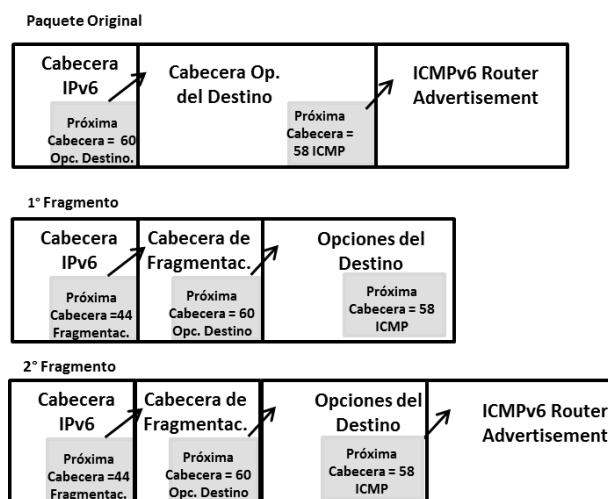 Paquete Original
Cabecera
IPv6
Próxima
Cabecera = 60
Opc. Destino.
Cabecera Op.
del Destino
Próxima
Cabecera =
58 ICMP
ICMPv6 Router
Advertisement
1° Fragmento
Cabecera
IPv6
Próxima
Cabecera =44
Fragmentac.
Cabecera de
Fragmentac.
Próxima
Cabecera = 60
Opc. Destino
Opciones del
Destino
Próxima
Cabecera = 58
ICMP
2° Fragmento
Cabecera
IPv6
Próxima
Cabecera =44
Fragmentac.
Cabecera de
Fragmentac.
Próxima
Cabecera = 60
Opc. Destino
Opciones del
Destino
Próxima
Cabecera = 58
ICMP
ICMPv6 Router
Advertisement